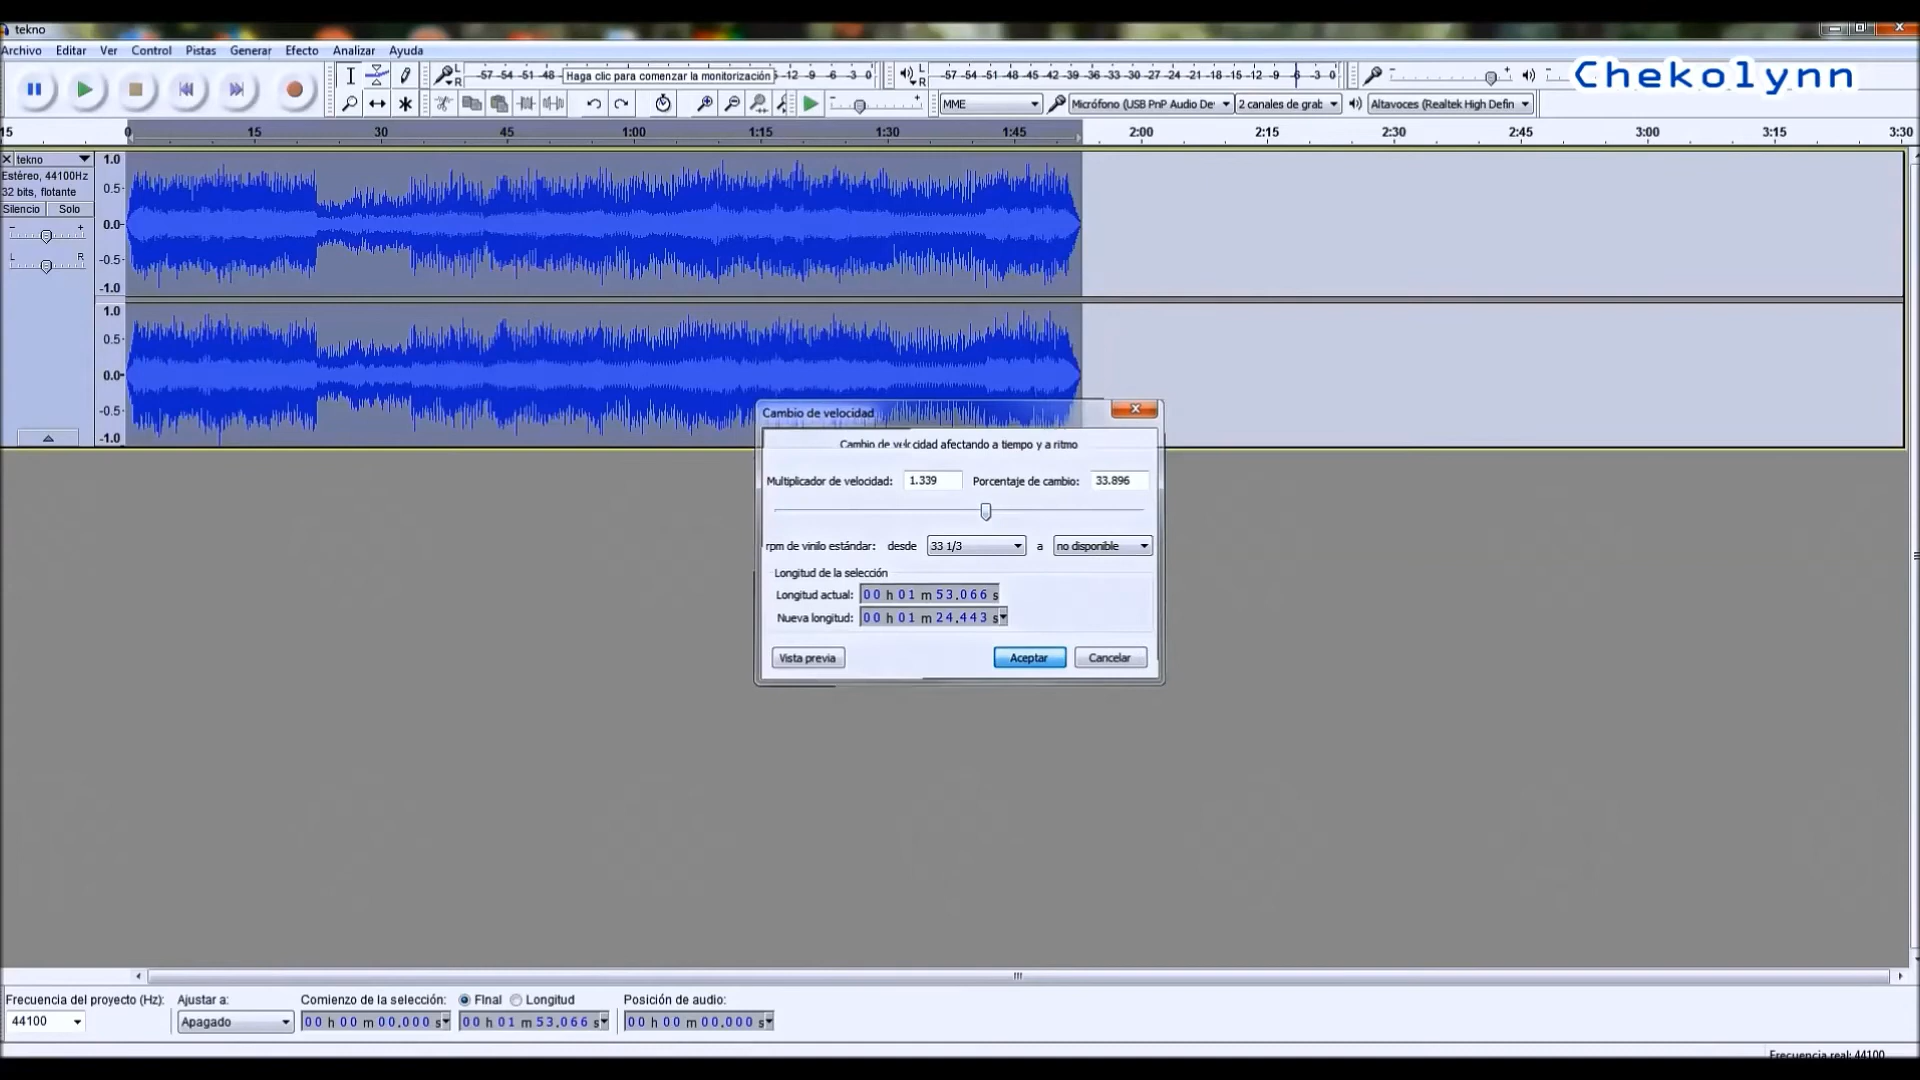 tekno
Archivo Editar Ver Control Pistas Generar Efecto Analizar Ayuda
Chekolynn
L R -57 -54 -51 -48 Haga clic para comenzar la monitorización -12 -9 -6 -3 0
L R -57 -54 -51 -48 -45 -42 -39 -36 -33 -30 -27 -24 -21 -18 -15 -12 -9 -6 -3 0
- +
MME Micrófono (USB PnP Audio De 2 canales de grab Altavoces (Realtek High Defin
15 0 15 30 45 1:00 1:15 1:30 1:45 2:00 2:15 2:30 2:45 3:00 3:15 3:30
tekno
Estéreo, 44100Hz
32 bits, flotante
Silencio Solo
- +
L R
1.0
0.5
0.0
-0.5
-1.0
1.0
0.5
0.0
-0.5
-1.0
Cambio de velocidad
Cambio de velocidad afectando a tiempo y a ritmo
Multiplicador de velocidad: 1.339 Porcentaje de cambio: 33.896
rpm de vinilo estándar: desde 33 1/3 a no disponible
Longitud de la selección
Longitud actual: 00 h 01 m 53.066 s
Nueva longitud: 00 h 01 m 24.443 s
Vista previa Aceptar Cancelar
Frecuencia del proyecto (Hz): Ajustar a: Comienzo de la selección: Final Longitud Posición de audio:
44100 Apagado 00 h 00 m 00.000 s 00 h 01 m 53.066 s 00 h 00 m 00.000 s
Frecuencia real: 44100